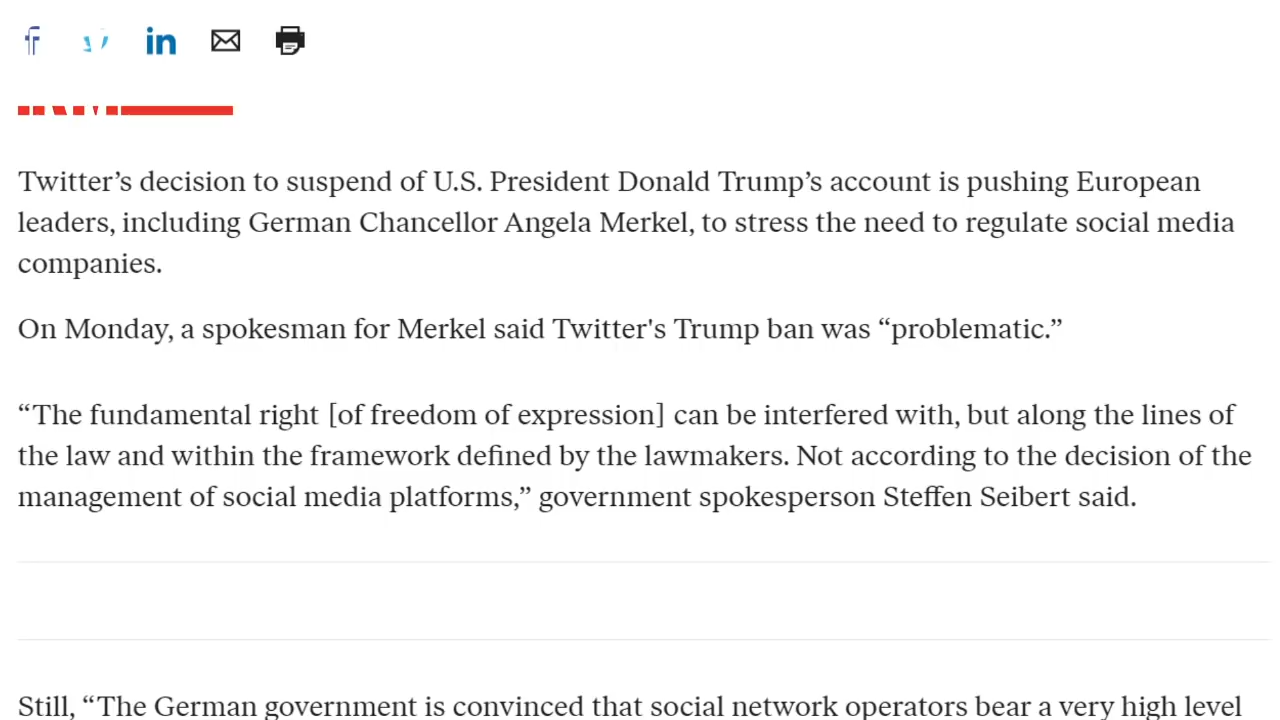 Twitter’s decision to suspend of U.S. President Donald Trump’s account is pushing European
leaders, including German Chancellor Angela Merkel, to stress the need to regulate social media
companies.
On Monday, a spokesman for Merkel said Twitter's Trump ban was “problematic.”
“The fundamental right [of freedom of expression] can be interfered with, but along the lines of
the law and within the framework defined by the lawmakers. Not according to the decision of the
management of social media platforms,” government spokesperson Steffen Seibert said.
Still, “The German government is convinced that social network operators bear a very high level